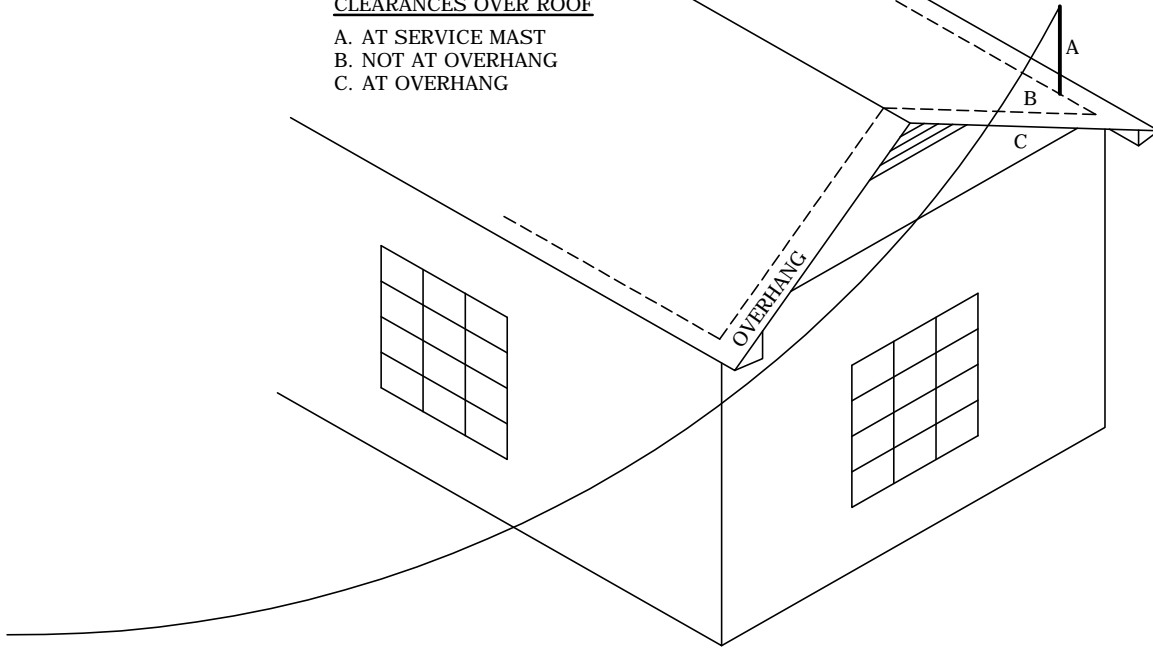 CLEARANCES OVER ROOF
A. AT SERVICE MAST
B. NOT AT OVERHANG
C. AT OVERHANG
A
B
C
OVERHANG